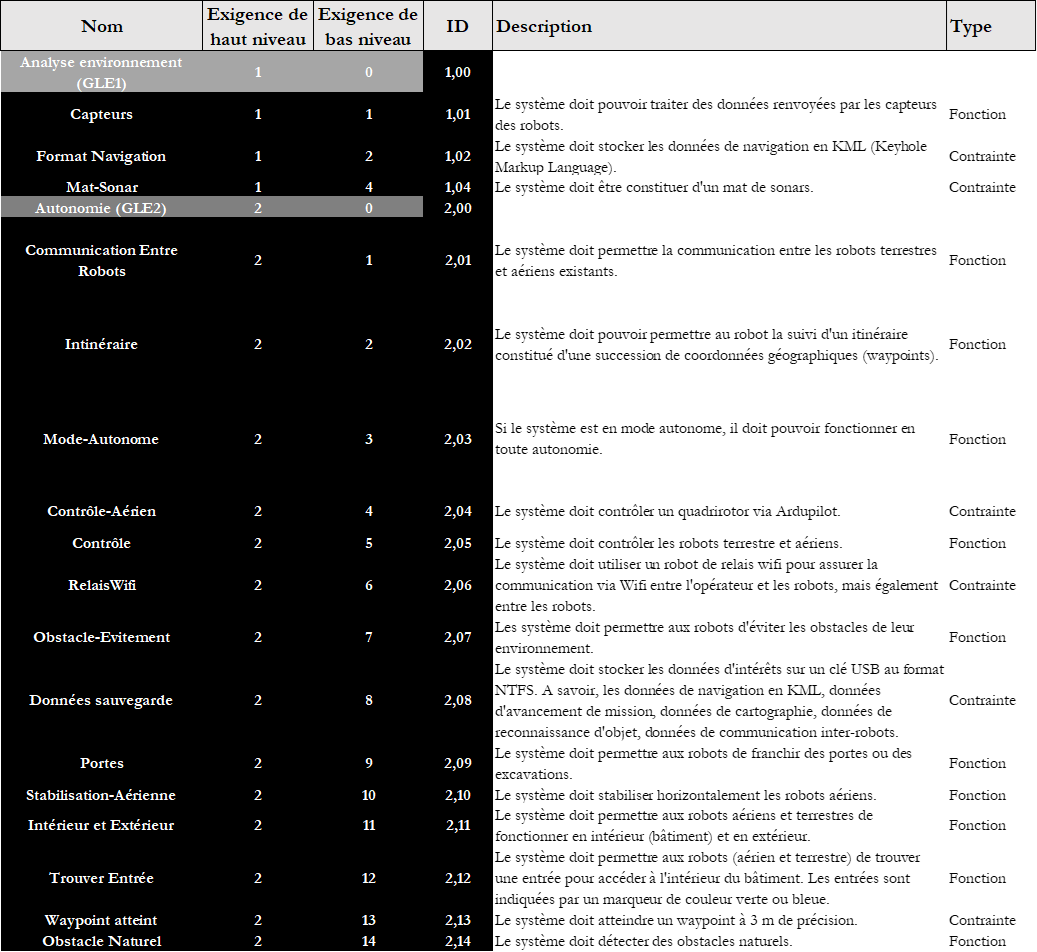 Nom Exigence de haut niveau Exigence de bas niveau ID Description Type
Analyse environnement (GLE1) 1 0 1,00
Capteurs 1 1 1,01 Le système doit pouvoir traiter des données renvoyées par les capteurs des robots. Fonction
Format Navigation 1 2 1,02 Le système doit stocker les données de navigation en KML (Keyhole Markup Language). Contrainte
Mat-Sonar 1 4 1,04 Le système doit être constituer d'un mat de sonars. Contrainte
Autonomie (GLE2) 2 0 2,00
Communication Entre Robots 2 1 2,01 Le système doit permettre la communication entre les robots terrestres et aériens existants. Fonction
Intinéraire 2 2 2,02 Le système doit pouvoir permettre au robot la suivi d'un itinéraire constitué d'une succession de coordonnées géographiques (waypoints). Fonction
Mode-Autonome 2 3 2,03 Si le système est en mode autonome, il doit pouvoir fonctionner en toute autonomie. Fonction
Contrôle-Aérien 2 4 2,04 Le système doit contrôler un quadrirotor via Ardupilot. Contrainte
Contrôle 2 5 2,05 Le système doit contrôler les robots terrestre et aériens. Fonction
RelaisWifi 2 6 2,06 Le système doit utiliser un robot de relais wifi pour assurer la communication via Wifi entre l'opérateur et les robots, mais également entre les robots. Contrainte
Obstacle-Evitement 2 7 2,07 Les système doit permettre aux robots d'éviter les obstacles de leur environnement. Fonction
Données sauvegarde 2 8 2,08 Le système doit stocker les données d'intérêts sur un clé USB au format NTFS. A savoir, les données de navigation en KML, données d'avancement de mission, données de cartographie, données de reconnaissance d'objet, données de communication inter-robots. Contrainte
Portes 2 9 2,09 Le système doit permettre aux robots de franchir des portes ou des excavations. Fonction
Stabilisation-Aérienne 2 10 2,10 Le système doit stabiliser horizontalement les robots aériens. Fonction
Intérieur et Extérieur 2 11 2,11 Le système doit permettre aux robots aériens et terrestres de fonctionner en intérieur (bâtiment) et en extérieur. Fonction
Trouver Entrée 2 12 2,12 Le système doit permettre aux robots (aérien et terrestre) de trouver une entrée pour accéder à l'intérieur du bâtiment. Les entrées sont indiquées par un marqueur de couleur verte ou bleue. Fonction
Waypoint atteint 2 13 2,13 Le système doit atteindre un waypoint à 3 m de précision. Contrainte
Obstacle Naturel 2 14 2,14 Le système doit détecter des obstacles naturels. Fonction